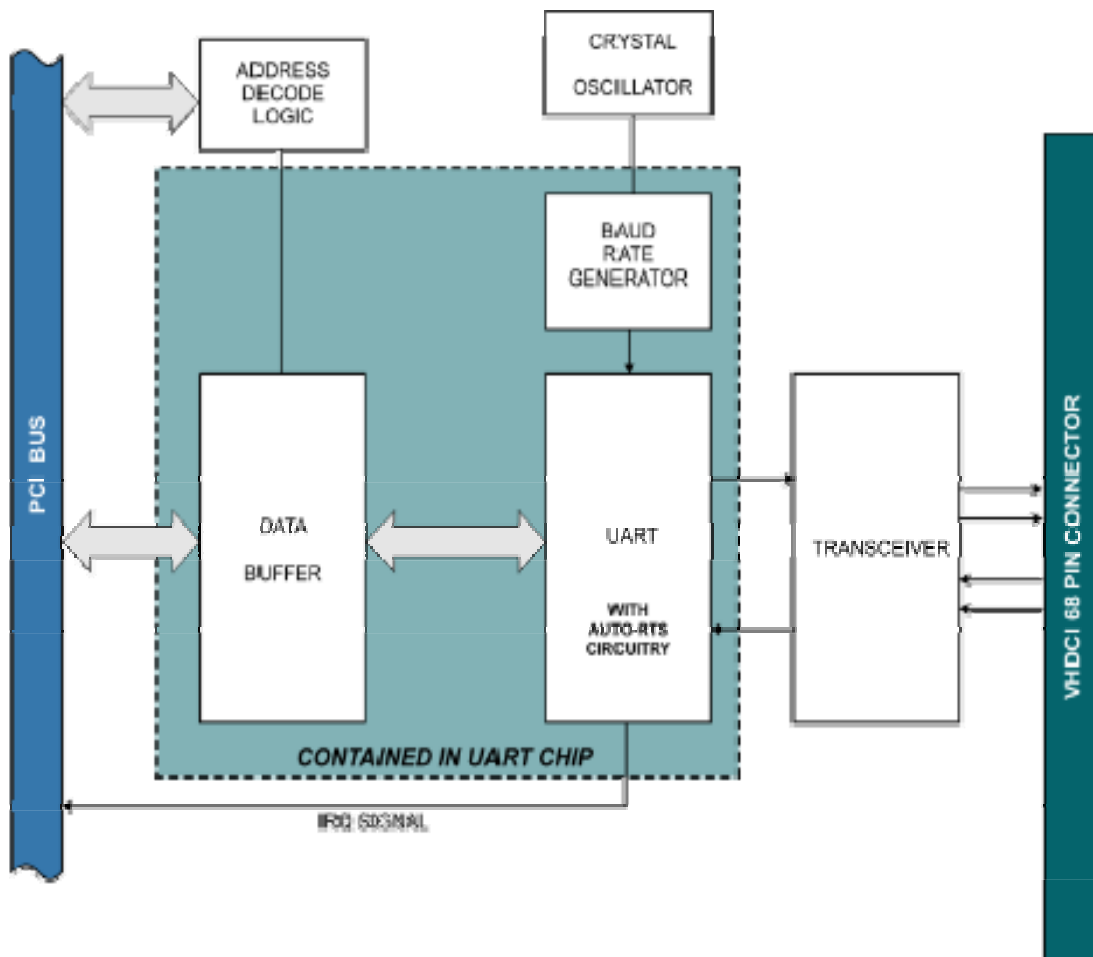 ADDRESS
DECODE
LOGIC
CRYSTAL
OSCILLATOR
BAUD
RATE
GENERATOR
PCI BUS
DATA
BUFFER
UART
WITH
AUTO-RTS
CIRCUITRY
TRANSCEIVER
VHDCI 68 PIN CONNECTOR
CONTAINED IN UART CHIP
IRQ SIGNAL